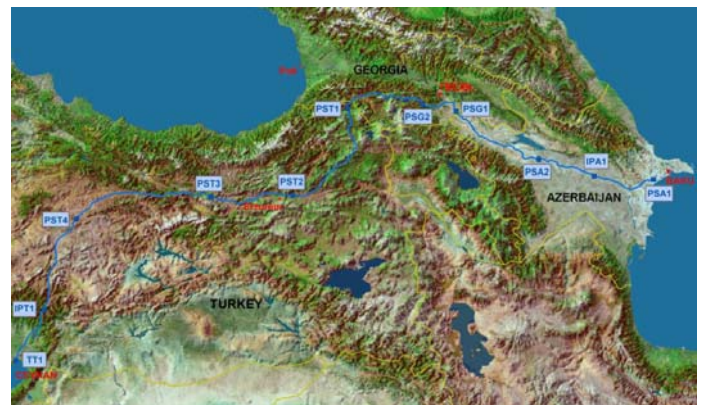 GEORGIA
PST1
PSG2
PSG1
PSA2
IPA1
PSA1
AZERBAIJAN
PST3
PST2
PST4
IPT1
TURKEY
TT1